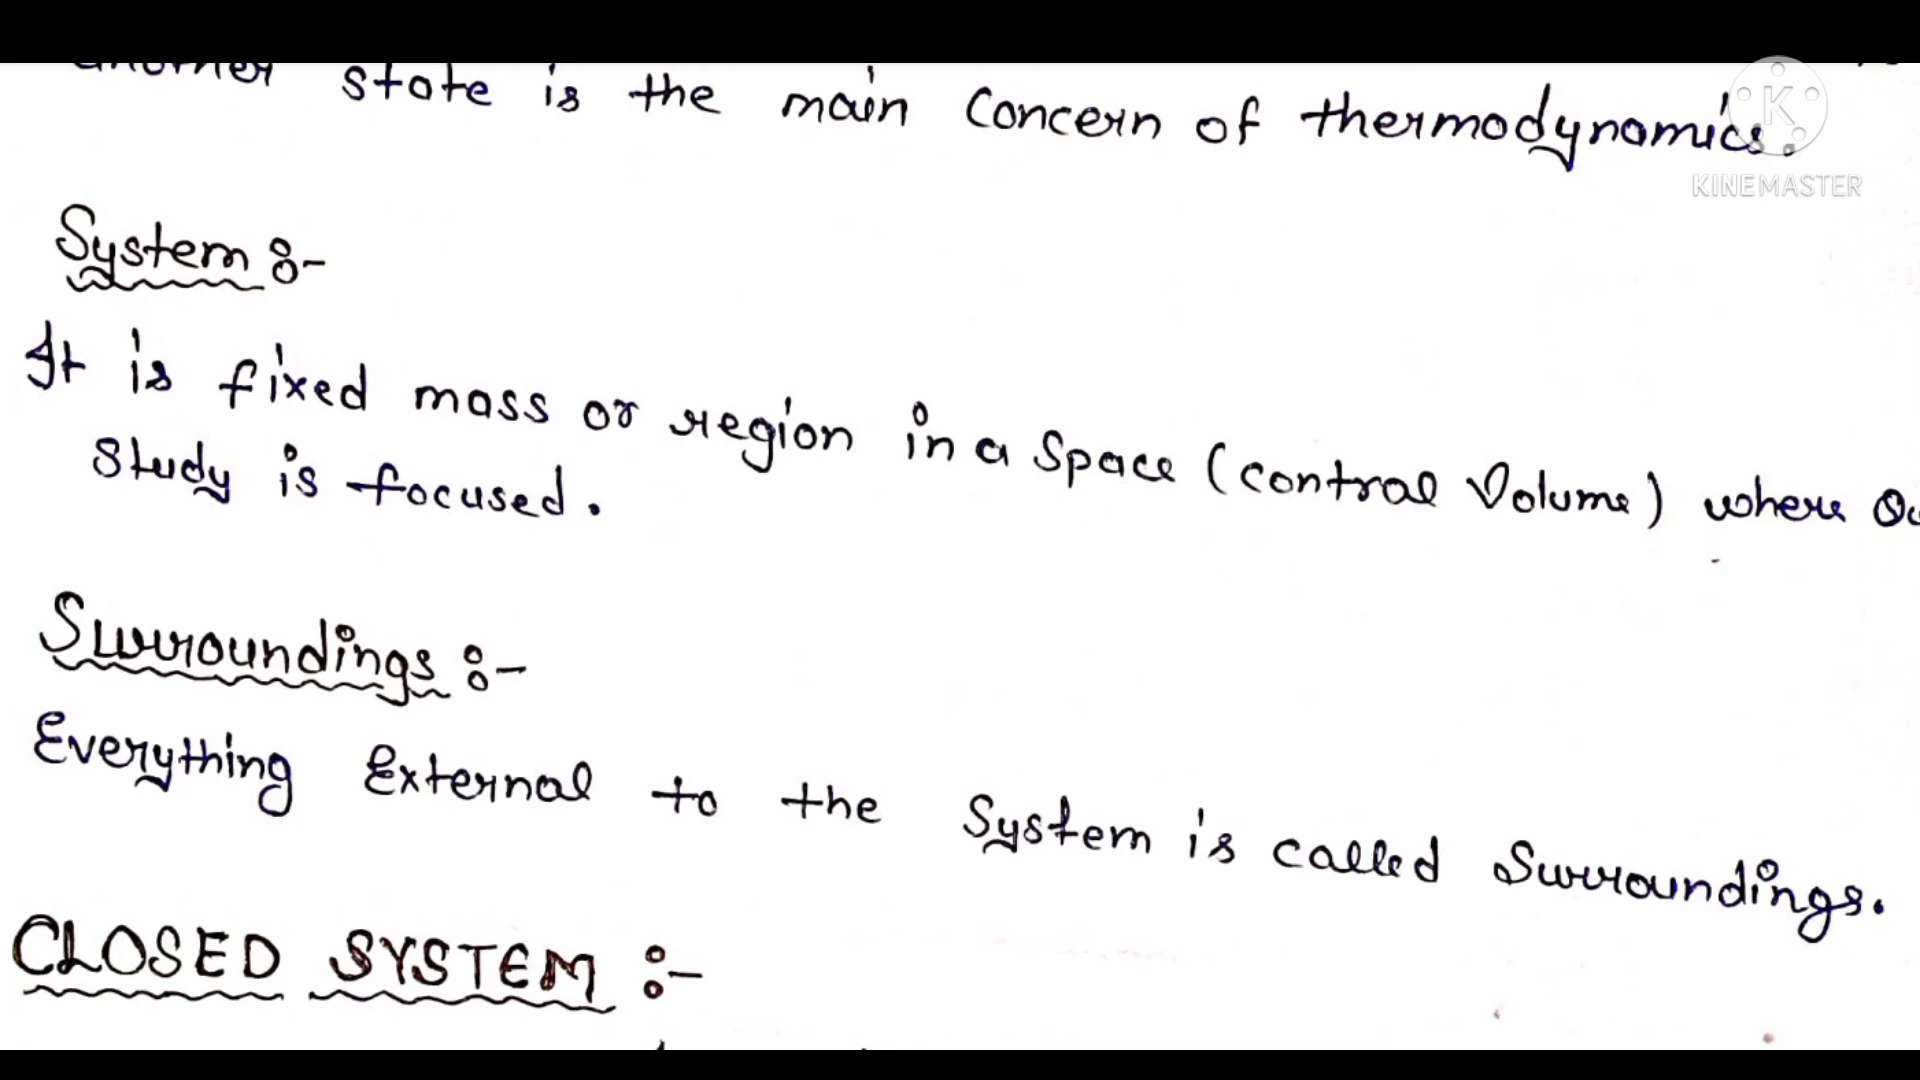 another state is the main concern of thermodynamics.
KINEMASTER
System :-
It is fixed mass or region in a space (control volume) where
study is focused.
Surroundings :-
Everything External to the System is called Surroundings.
CLOSED SYSTEM :-